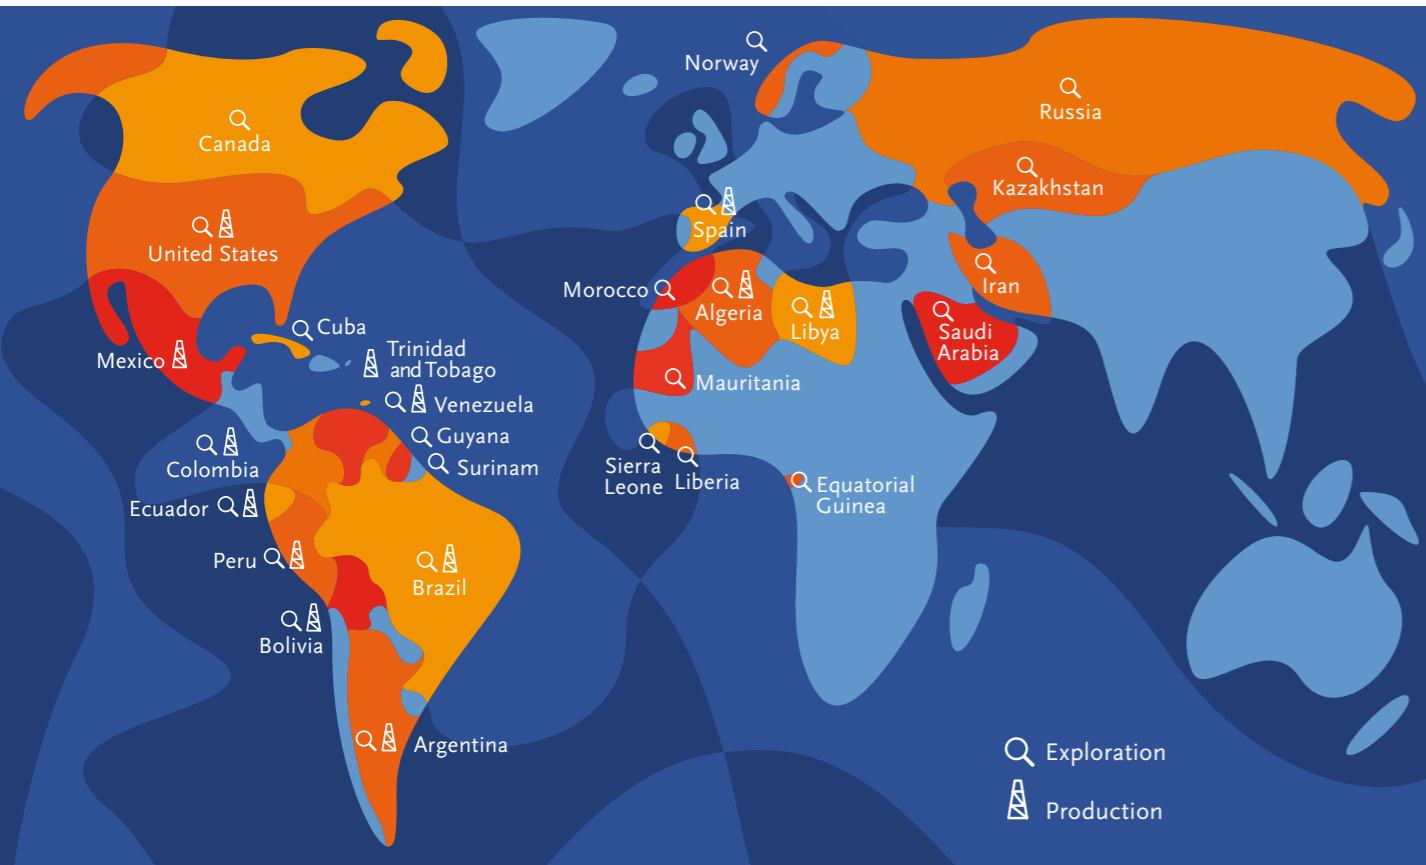 Norway
Russia
Canada
Kazakhstan
Spain
United States
Iran
Morocco
Algeria
Libya
Cuba
Saudi
Arabia
Mexico
Trinidad
and Tobago
Mauritania
Venezuela
Guyana
Colombia
Surinam
Sierra
Leone
Liberia
Equatorial
Guinea
Ecuador
Peru
Brazil
Bolivia
Argentina
Exploration
Production